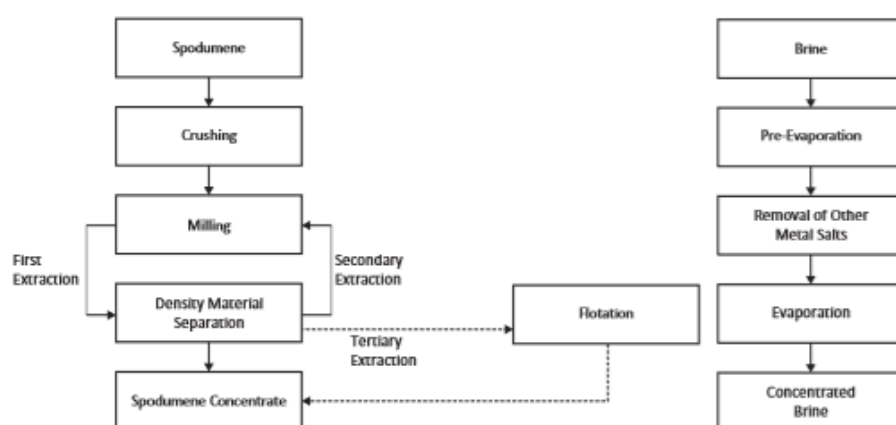 Spodumene
Crushing
Milling
First
Extraction
Secondary
Extraction
Density Material
Separation
Tertiary
Extraction
Flotation
Spodumene Concentrate
Brine
Pre-Evaporation
Removal of Other
Metal Salts
Evaporation
Concentrated
Brine